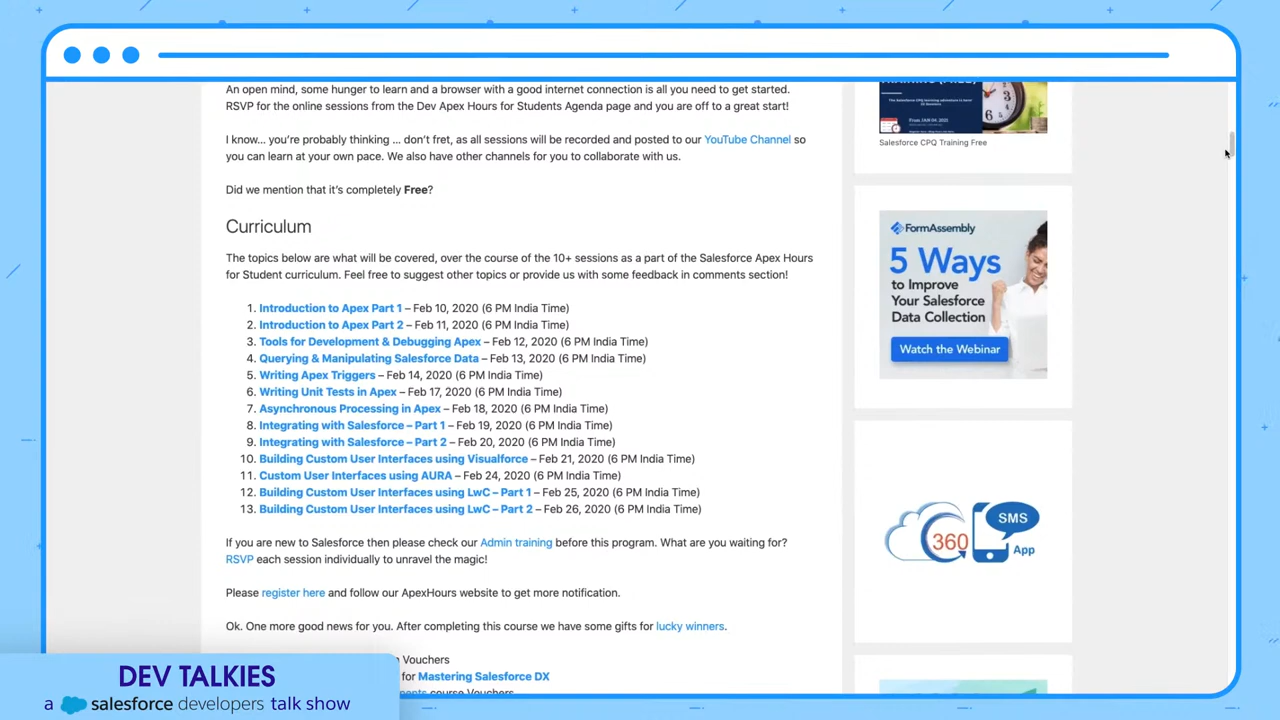 An open mind, some hunger to learn and a browser with a good internet connection is all you need to get started.
RSVP for the online sessions from the Dev Apex Hours for Students Agenda page and you are off to a great start!
I know... you're probably thinking ... don't fret, as all sessions will be recorded and posted to our YouTube Channel so
you can learn at your own pace. We also have other channels for you to collaborate with us.
Did we mention that it's completely Free?
Curriculum
The topics below are what will be covered, over the course of the 10+ sessions as a part of the Salesforce Apex Hours
for Student curriculum. Feel free to suggest other topics or provide us with some feedback in comments section!
1. Introduction to Apex Part 1 – Feb 10, 2020 (6 PM India Time)
2. Introduction to Apex Part 2 – Feb 11, 2020 (6 PM India Time)
3. Tools for Development & Debugging Apex – Feb 12, 2020 (6 PM India Time)
4. Querying & Manipulating Salesforce Data – Feb 13, 2020 (6 PM India Time)
5. Writing Apex Triggers – Feb 14, 2020 (6 PM India Time)
6. Writing Unit Tests in Apex – Feb 17, 2020 (6 PM India Time)
7. Asynchronous Processing in Apex – Feb 18, 2020 (6 PM India Time)
8. Integrating with Salesforce – Part 1 – Feb 19, 2020 (6 PM India Time)
9. Integrating with Salesforce – Part 2 – Feb 20, 2020 (6 PM India Time)
10. Building Custom User Interfaces using Visualforce – Feb 21, 2020 (6 PM India Time)
11. Custom User Interfaces using AURA – Feb 24, 2020 (6 PM India Time)
12. Building Custom User Interfaces using LwC – Part 1 – Feb 25, 2020 (6 PM India Time)
13. Building Custom User Interfaces using LwC – Part 2 – Feb 26, 2020 (6 PM India Time)
If you are new to Salesforce then please check our Admin training before this program. What are you waiting for?
RSVP each session individually to unravel the magic!
Please register here and follow our ApexHours website to get more notification.
Ok. One more good news for you. After completing this course we have some gifts for lucky winners.
Vouchers
for Mastering Salesforce DX
course Vouchers
Salesforce CPQ Training Free
FormAssembly
5 Ways
to Improve
Your Salesforce
Data Collection
Watch the Webinar
360
SMS
App
DEV TALKIES
a salesforce developers talk show